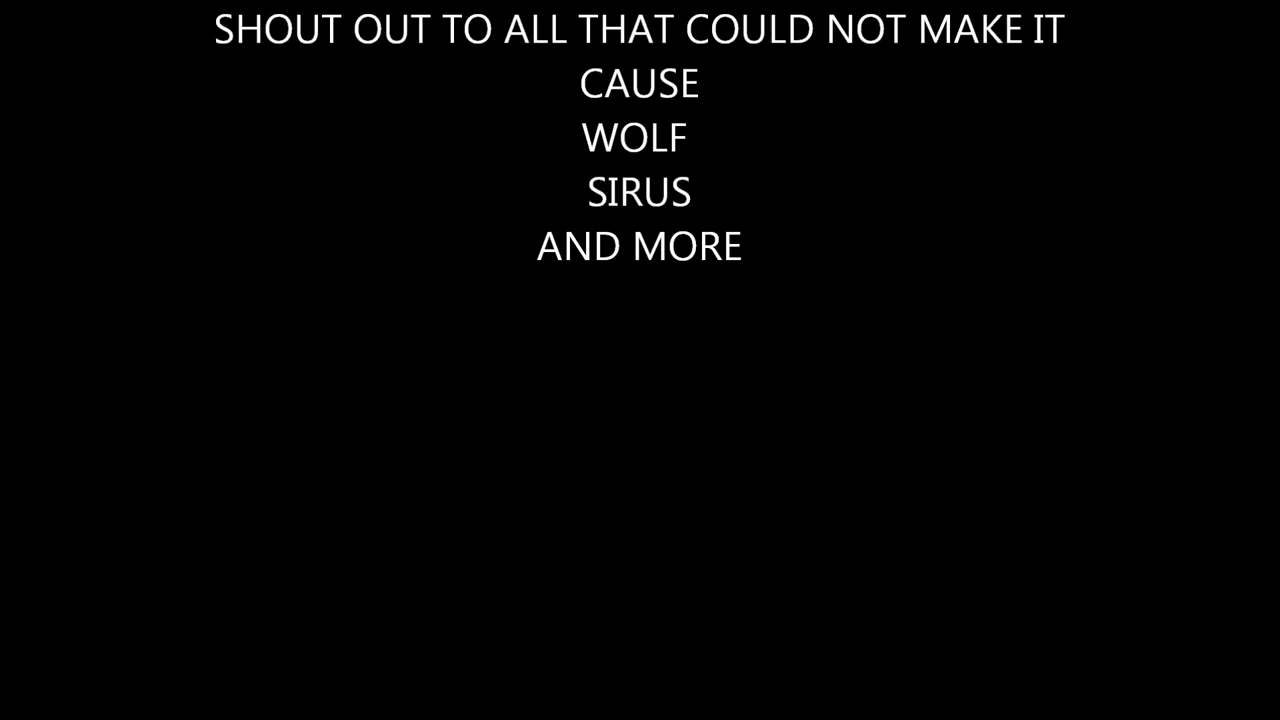 SHOUT OUT TO ALL THAT COULD NOT MAKE IT
CAUSE
WOLF
SIRUS
AND MORE